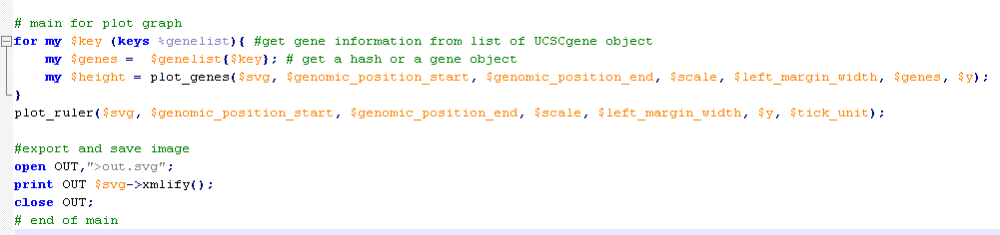 # main for plot graph
for my $key (keys %genelist){ #get gene information from list of UCSCgene object
my $genes =  $genelist{$key}; # get a hash or a gene object
my $height = plot_genes($svg, $genomic_position_start, $genomic_position_end, $scale, $left_margin_width, $genes, $y);
}
plot_ruler($svg, $genomic_position_start, $genomic_position_end, $scale, $left_margin_width, $y, $tick_unit);
#export and save image
open OUT,">out.svg";
print OUT $svg->xmlify();
close OUT;
# end of main